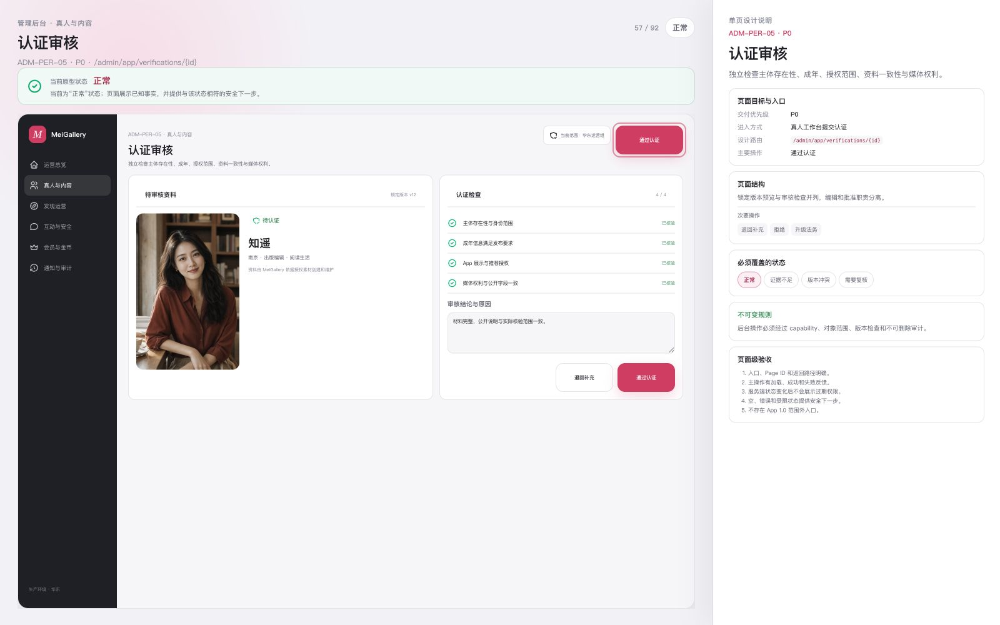 管理后台 · 真人与内容
认证审核
ADM-PER-05 · P0 · /admin/app/verifications/{id}
57 / 92
正常
当前原型状态 正常
当前为“正常”状态；页面展示已知事实，并提供与该状态相符的安全下一步。
M MeiGallery
运营总览
真人与内容
发现运营
互动与安全
会员与金币
通知与审计
生产环境 · 华东
ADM-PER-05 · 真人与内容
认证审核
独立检查主体存在性、成年、授权范围、资料一致性与媒体权利。
当前范围：华东运营组
通过认证
待审核资料
锁定版本 v12
待认证
知遥
南京 · 出版编辑 · 阅读生活
资料由 MeiGallery 依据授权素材创建和维护
认证检查
4 / 4
主体存在性与身份范围 已核验
成年信息满足发布要求 已核验
App 展示与推荐授权 已核验
媒体权利与公开字段一致 已核验
审核结论与原因
材料完整，公开说明与实际核验范围一致。
退回补充
通过认证
单页设计说明
ADM-PER-05 · P0
认证审核
独立检查主体存在性、成年、授权范围、资料一致性与媒体权利。
页面目标与入口
交付优先级 P0
进入方式 真人工作台提交认证
设计路由 /admin/app/verifications/{id}
主要操作 通过认证
页面结构
锁定版本预览与审核检查并列，编辑和批准职责分离。
次要操作
退回补充 拒绝 升级法务
必须覆盖的状态
正常 证据不足 版本冲突 需要复核
不可变规则
后台操作必须经过 capability、对象范围、版本检查和不可删除审计。
页面级验收
1. 入口、Page ID 和返回路径明确。
2. 主操作有加载、成功和失败反馈。
3. 服务端状态变化后不会展示过期权限。
4. 空、错误和受限状态提供安全下一步。
5. 不存在 App 1.0 范围外入口。